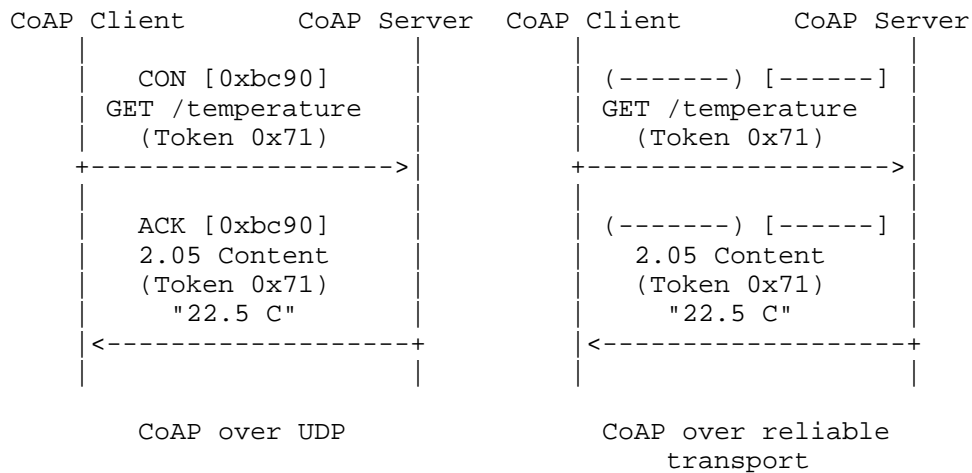 CoAP Client       CoAP Server  CoAP Client       CoAP Server
    |                    |         |                    |
    |   CON [0xbc90]     |         | (-------) [------] |
    | GET /temperature   |         | GET /temperature   |
    |   (Token 0x71)     |         |   (Token 0x71)     |
    +------------------->|         +------------------->|
    |                    |         |                    |
    |   ACK [0xbc90]     |         | (-------) [------] |
    |   2.05 Content     |         |   2.05 Content     |
    |   (Token 0x71)     |         |   (Token 0x71)     |
    |     "22.5 C"       |         |     "22.5 C"       |
    |<-------------------+         |<-------------------+
    |                    |         |                    |
        CoAP over UDP                CoAP over reliable
                                         transport